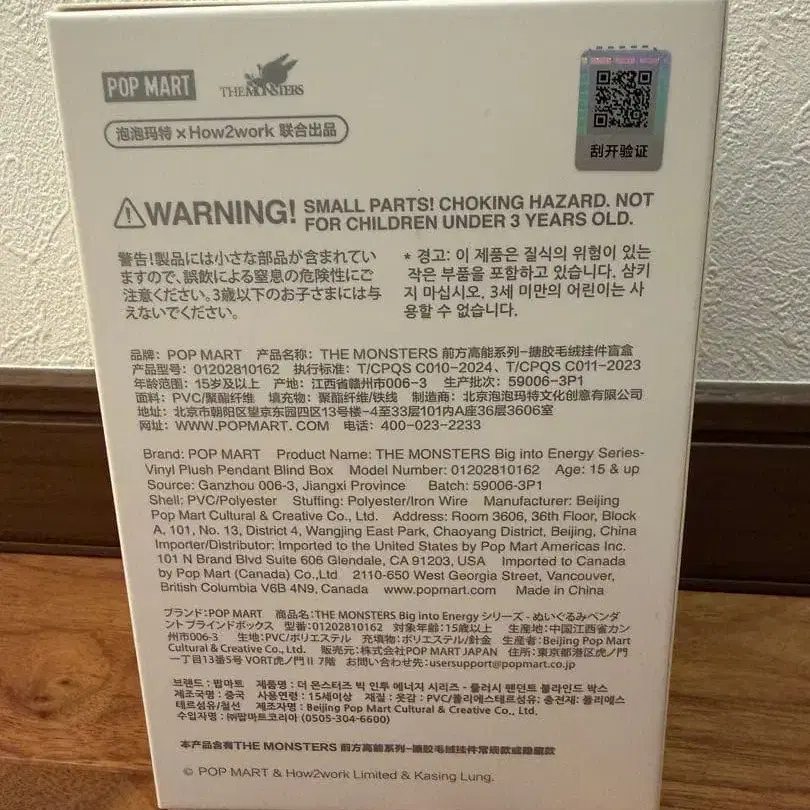 POP MART
THE MONSTERS
泡泡玛特×How2work 联合出品
刮开验证
WARNING! SMALL PARTS! CHOKING HAZARD. NOT
FOR CHILDREN UNDER 3 YEARS OLD.
警告!製品には小さな部品が含まれてい
ますので、誤飲による窒息の危険性にご
注意ください。3歳以下のお子さまには与
えないでください。
* 경고: 이 제품은 질식의 위험이 있는
작은 부품을 포함하고 있습니다. 삼키
지 마십시오. 3세 미만의 어린이는 사
용할 수 없습니다.
品牌: POP MART 产品名称: THE MONSTERS 前方高能系列-搪胶毛绒挂件盲盒
产品型号: 01202810162 执行标准: T/CPQS C010-2024、T/CPQS C011-2023
年龄范围: 15岁及以上 产地: 江西省赣州市006-3 生产批次: 59006-3P1
面料: PVC/聚酯纤维 填充物: 聚酯纤维/铁线 制造商: 北京泡泡玛特文化创意有限公司
地址: 北京市朝阳区望京东园四区13号楼-4至33层101内A座36层3606室
网址: WWW.POPMART.COM 电话: 400-023-2233
Brand: POP MART Product Name: THE MONSTERS Big into Energy Series-
Vinyl Plush Pendant Blind Box Model Number: 01202810162 Age: 15 & up
Source: Ganzhou 006-3, Jiangxi Province Batch: 59006-3P1
Shell: PVC/Polyester Stuffing: Polyester/Iron Wire Manufacturer: Beijing
Pop Mart Cultural & Creative Co., Ltd. Address: Room 3606, 36th Floor, Block
A, 101, No. 13, District 4, Wangjing East Park, Chaoyang District, Beijing, China
Importer/Distributor: Imported to the United States by Pop Mart Americas Inc.
101 N Brand Blvd Suite 606 Glendale, CA 91203, USA Imported to Canada
by Pop Mart (Canada) Co.,Ltd 2110-650 West Georgia Street, Vancouver,
British Columbia V6B 4N9, Canada www.popmart.com Made in China
ブランド:POP MART 商品名:THE MONSTERS Big into Energy シリーズ - ぬいぐるみペンダ
ント ブラインドボックス 型番:01202810162 対象年齢:15歳以上 生産地:中国江西省カン
州市006-3 生地:PVC/ポリエステル 充填物:ポリエステル/針金 生産者:Beijing Pop Mart
Cultural & Creative Co., Ltd. 販売元:株式会社POP MART JAPAN 住所:東京都港区虎ノ門
一丁目13番5号 VORT虎ノ門II 7階 お問い合わせ先:usersupport@popmart.co.jp
브랜드 : 팝마트 제품명 : 더 몬스터즈 빅 인투 에너지 시리즈 - 플러시 펜던트 블라인드 박스
제조국명 : 중국 사용연령 : 15세이상 재질 : 옷감 : PVC/폴리에스테르섬유; 충전재: 폴리에스
테르섬유/철선 제조자명 : Beijing Pop Mart Cultural & Creative Co., Ltd.
수입자명 : ㈜팝마트코리아 (0505-304-6600)
本产品含有THE MONSTERS 前方高能系列-搪胶毛绒挂件常规款或隐藏款
© POP MART & How2work Limited & Kasing Lung.